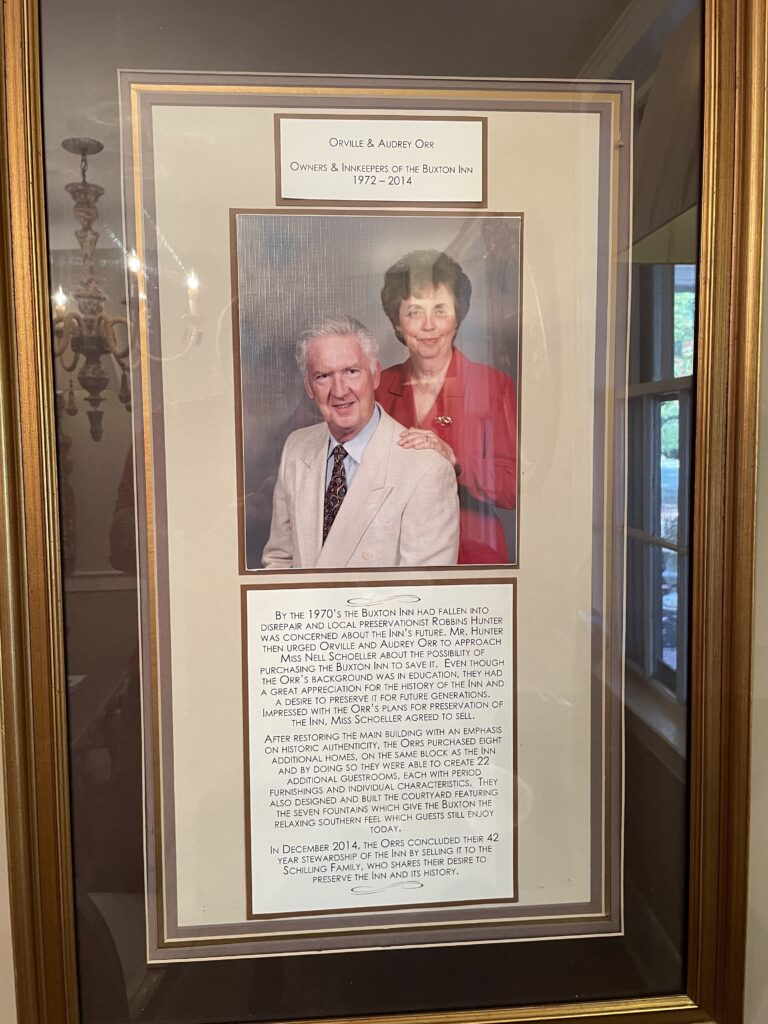 Orville & Audrey Orr
Owners & Innkeepers of the Buxton Inn
1972 – 2014
By the 1970's the Buxton Inn had fallen into
disrepair and local preservationist Robbins Hunter
was concerned about the Inn's future. Mr. Hunter
then urged Orville and Audrey Orr to approach
Miss Nell Schoeller about the possibility of
purchasing the Buxton Inn to save it. Even though
the Orr's background was in education, they had
a great appreciation for the history of the Inn and
a desire to preserve it for future generations.
Impressed with the Orr's plans for preservation of
the Inn, Miss Schoeller agreed to sell.
After restoring the main building with an emphasis
on historic authenticity, the Orrs purchased eight
additional homes, on the same block as the Inn
and by doing so they were able to create 22
additional guestrooms, each with period
furnishings and individual characteristics. They
also designed and built the courtyard featuring
the seven fountains which give the Buxton the
relaxing southern feel which guests still enjoy
today.
In December 2014, the Orrs concluded their 42
year stewardship of the Inn by selling it to the
Schilling Family, who shares their desire to
preserve the Inn and its history.